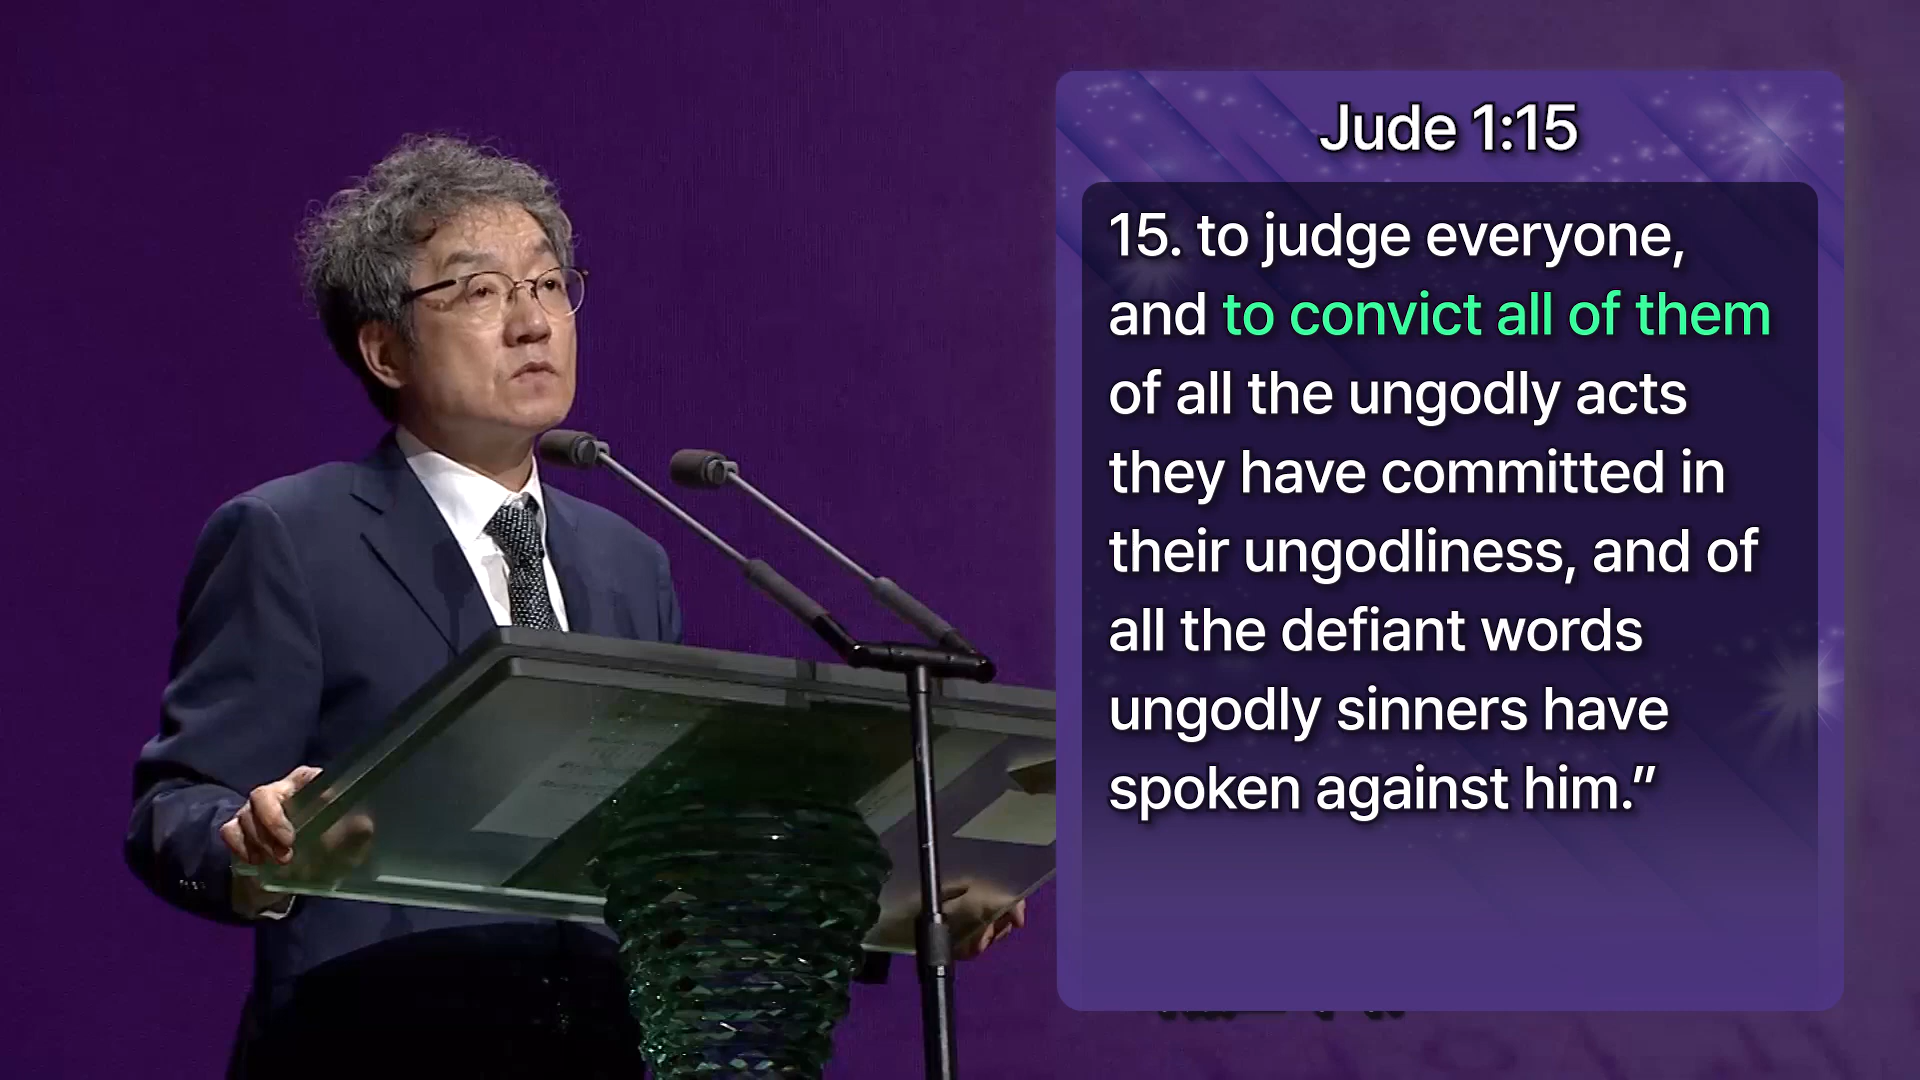 Jude 1:15
15. to judge everyone,
and to convict all of them
of all the ungodly acts
they have committed in
their ungodliness, and of
all the defiant words
ungodly sinners have
spoken against him.”